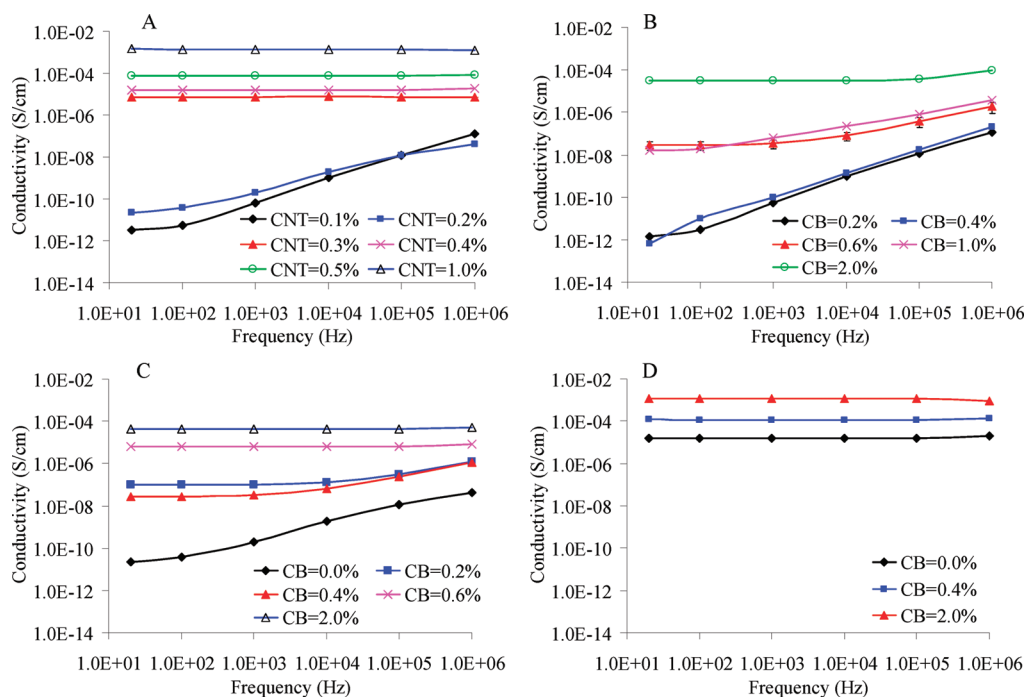 A
Conductivity (S/cm)
1.0E-02
1.0E-04
1.0E-06
1.0E-08
1.0E-10
1.0E-12
1.0E-14
CNT=0.1% CNT=0.2%
CNT=0.3% CNT=0.4%
CNT=0.5% CNT=1.0%
1.0E+01 1.0E+02 1.0E+03 1.0E+04 1.0E+05 1.0E+06
Frequency (Hz)
B
Conductivity (S/cm)
1.0E-02
1.0E-04
1.0E-06
1.0E-08
1.0E-10
1.0E-12
1.0E-14
CB=0.2% CB=0.4%
CB=0.6% CB=1.0%
CB=2.0%
1.0E+01 1.0E+02 1.0E+03 1.0E+04 1.0E+05 1.0E+06
Frequency (Hz)
C
Conductivity (S/cm)
1.0E-02
1.0E-04
1.0E-06
1.0E-08
1.0E-10
1.0E-12
1.0E-14
CB=0.0% CB=0.2%
CB=0.4% CB=0.6%
CB=2.0%
1.0E+01 1.0E+02 1.0E+03 1.0E+04 1.0E+05 1.0E+06
Frequency (Hz)
D
Conductivity (S/cm)
1.0E-02
1.0E-04
1.0E-06
1.0E-08
1.0E-10
1.0E-12
1.0E-14
CB=0.0%
CB=0.4%
CB=2.0%
1.0E+01 1.0E+02 1.0E+03 1.0E+04 1.0E+05 1.0E+06
Frequency (Hz)